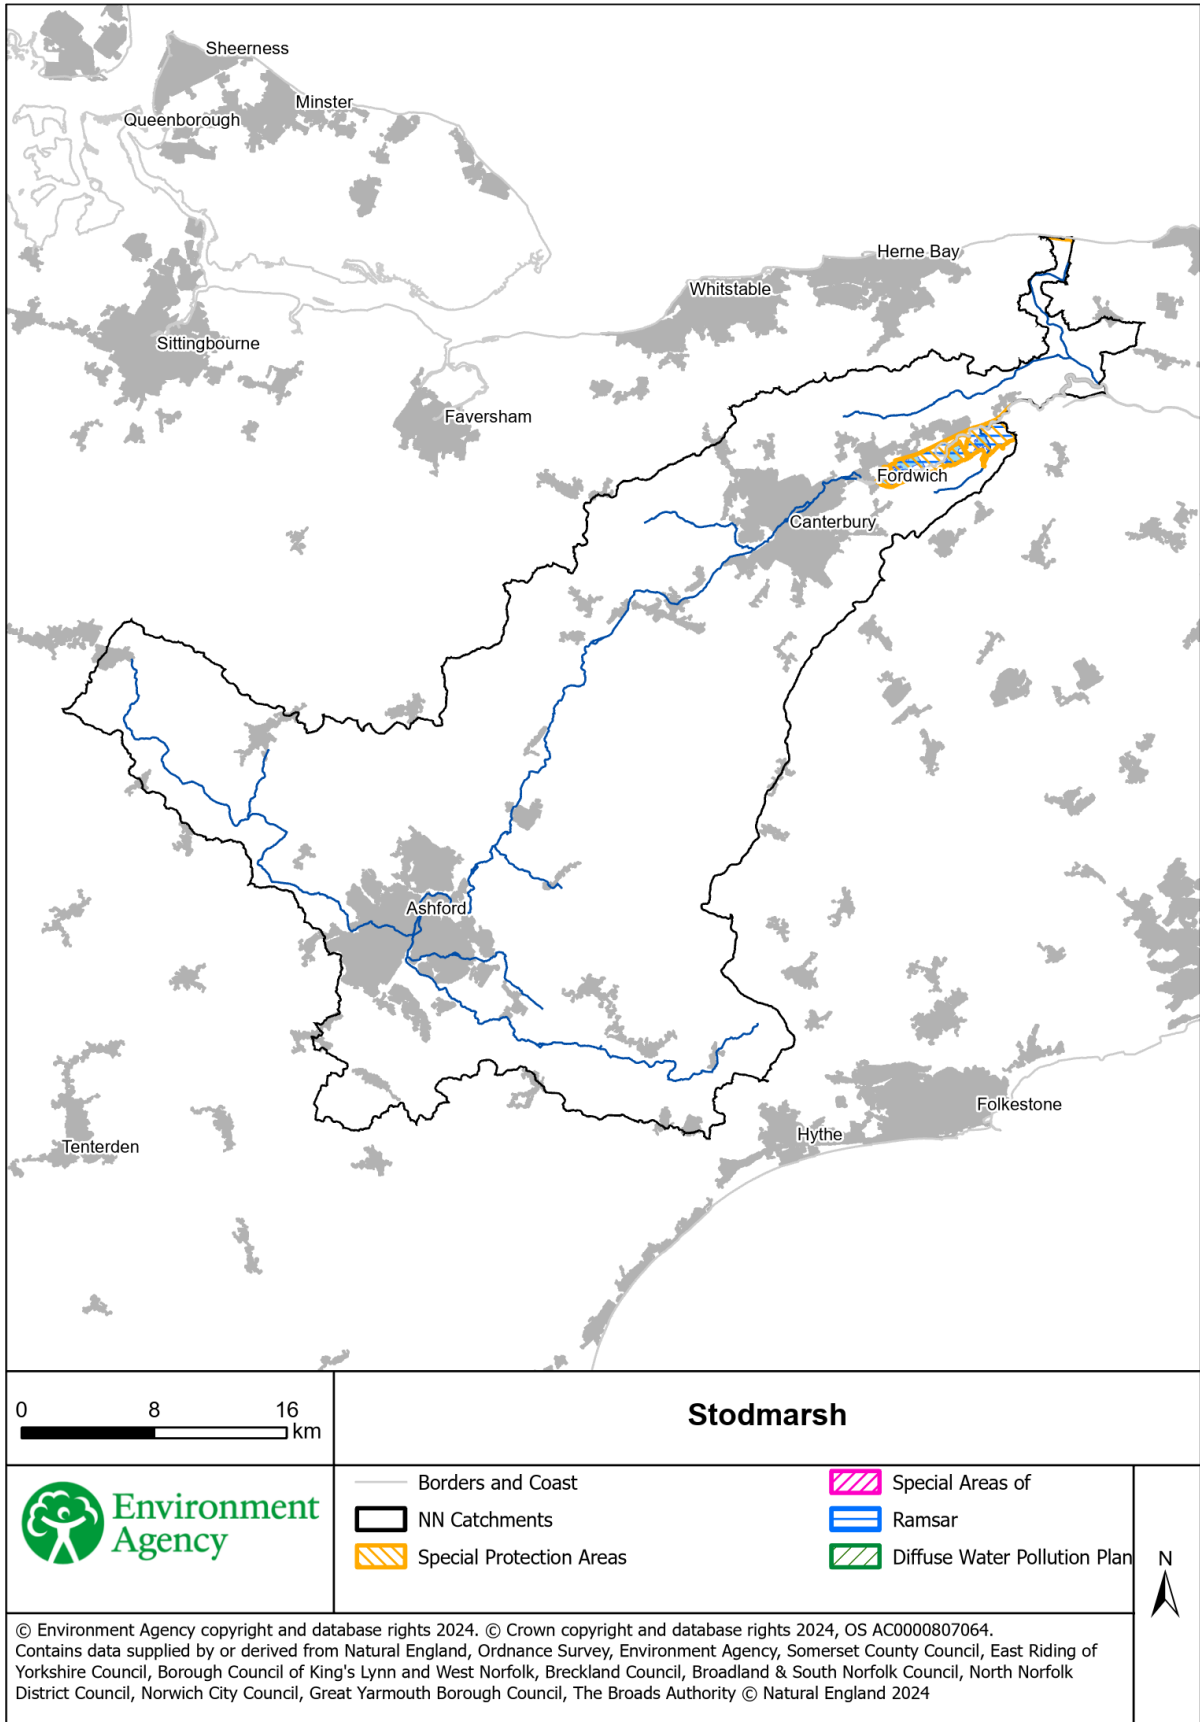 Sheerness
Minster
Queenborough
Herne Bay
Whitstable
Sittingbourne
Faversham
Fordwich
Canterbury
Ashford
Folkestone
Hythe
Tenterden
0 8 16
km
Stodmarsh
Environment
Agency
Borders and Coast
NN Catchments
Special Protection Areas
Special Areas of
Ramsar
Diffuse Water Pollution Plan
N
© Environment Agency copyright and database rights 2024. © Crown copyright and database rights 2024, OS AC0000807064.
Contains data supplied by or derived from Natural England, Ordnance Survey, Environment Agency, Somerset County Council, East Riding of
Yorkshire Council, Borough Council of King's Lynn and West Norfolk, Breckland Council, Broadland & South Norfolk Council, North Norfolk
District Council, Norwich City Council, Great Yarmouth Borough Council, The Broads Authority © Natural England 2024